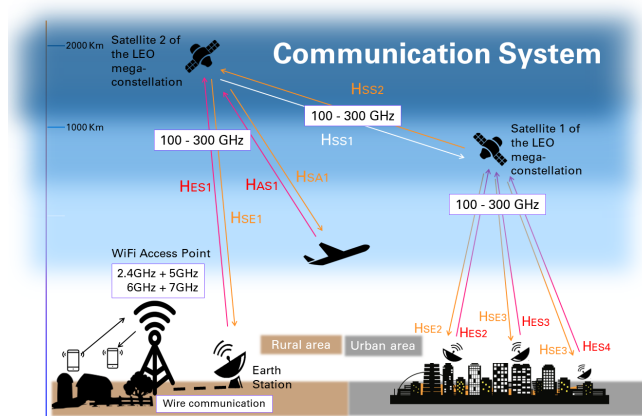 Communication System
2000 Km
Satellite 2 of
the LEO
mega-
constellation
1000 Km
HSS2
100 - 300 GHz
HSS1
Satellite 1 of
the LEO
mega-
constellation
100 - 300 GHz
HES1
HSE1
HAS1
HSA1
100 - 300 GHz
WiFi Access Point
2.4GHz + 5GHz
6GHz + 7GHz
HSE2
HES2
HSE3
HES3
HSE3
HES4
Rural area
Urban area
Earth
Station
Wire communication